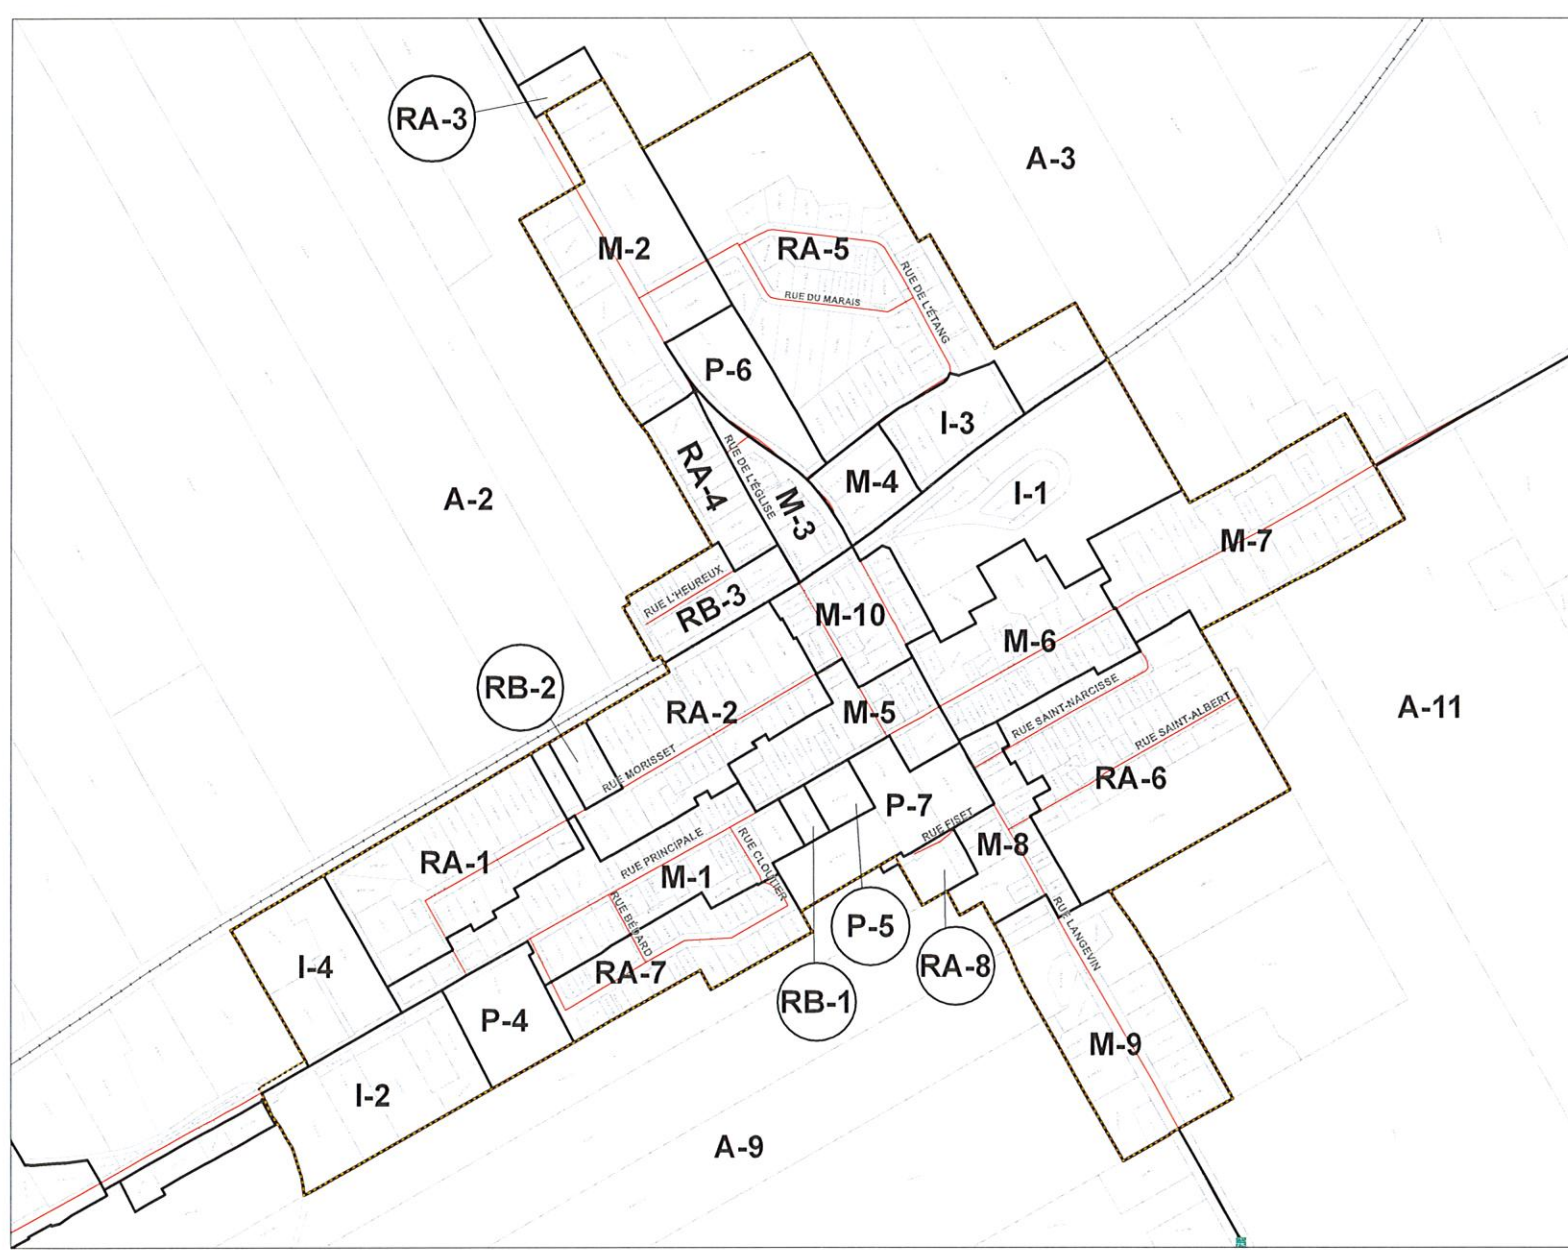 RA-3
A-3
M-2
RA-5
RUE DE L'ÉTANG
RUE DU MARAIS
P-6
I-3
RA-4
RUE DE L'ÉGLISE
M-3
M-4
I-1
A-2
M-7
RUE L'HEUREUX
RB-3
M-10
M-6
RB-2
RA-2
M-5
RUE SAINT-NARCISSE
RUE SAINT-ALBERT
A-11
RUE MORISSET
RA-6
P-7
RUE FISET
M-8
RA-1
RUE PRINCIPALE
M-1
RUE CLOUTIER
RUE BÉDARD
P-5
RA-8
RUE LANGEVIN
I-4
RA-7
RB-1
P-4
M-9
I-2
A-9